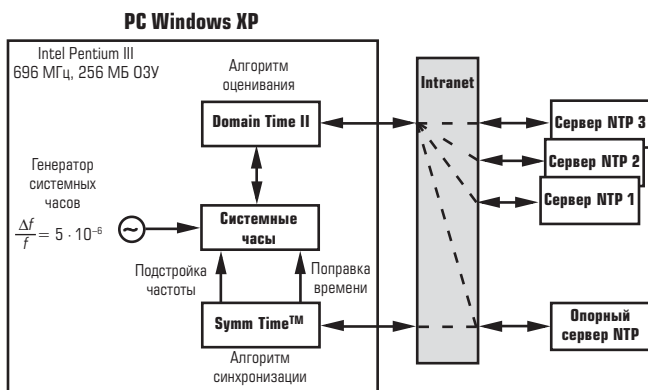 PC Windows XP
Intel Pentium III
696 МГц, 256 МБ ОЗУ
Алгоритм
оценивания
Domain Time II
Intranet
Сервер NTP 3
Сервер NTP 2
Сервер NTP 1
Генератор
системных
часов
Δf/f = 5 · 10⁻⁶
~
Системные
часы
Подстройка
частоты
Поправка
времени
Symm Time™
Алгоритм
синхронизации
Опорный
сервер NTP